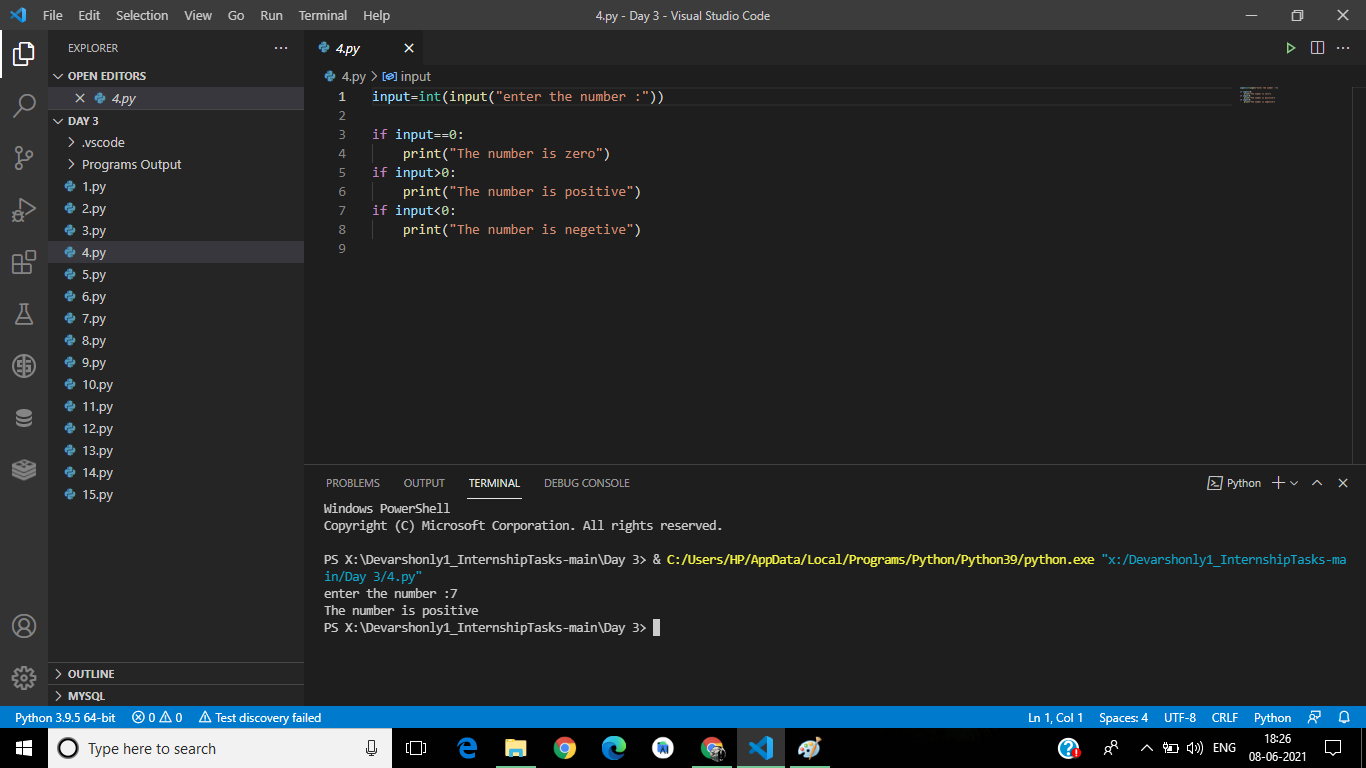 File Edit Selection View Go Run Terminal Help 4.py - Day 3 - Visual Studio Code
EXPLORER
OPEN EDITORS
4.py
DAY 3
.vscode
Programs Output
1.py
2.py
3.py
4.py
5.py
6.py
7.py
8.py
9.py
10.py
11.py
12.py
13.py
14.py
15.py
OUTLINE
MYSQL
4.py
4.py > input
1 input=int(input("enter the number :"))
2
3 if input==0:
4     print("The number is zero")
5 if input>0:
6     print("The number is positive")
7 if input<0:
8     print("The number is negetive")
9
PROBLEMS OUTPUT TERMINAL DEBUG CONSOLE Python
Windows PowerShell
Copyright (C) Microsoft Corporation. All rights reserved.
PS X:\Devarshonly1_InternshipTasks-main\Day 3> & C:/Users/HP/AppData/Local/Programs/Python/Python39/python.exe "x:/Devarshonly1_InternshipTasks-ma
in/Day 3/4.py"
enter the number :7
The number is positive
PS X:\Devarshonly1_InternshipTasks-main\Day 3>
Python 3.9.5 64-bit 0 0 Test discovery failed Ln 1, Col 1 Spaces: 4 UTF-8 CRLF Python
Type here to search ENG 18:26
08-06-2021